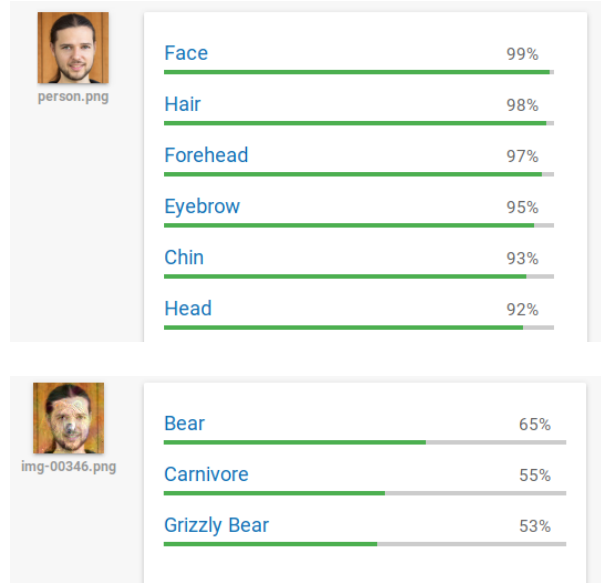 Face 99%
person.png
Hair 98%
Forehead 97%
Eyebrow 95%
Chin 93%
Head 92%
Bear 65%
img-00346.png
Carnivore 55%
Grizzly Bear 53%